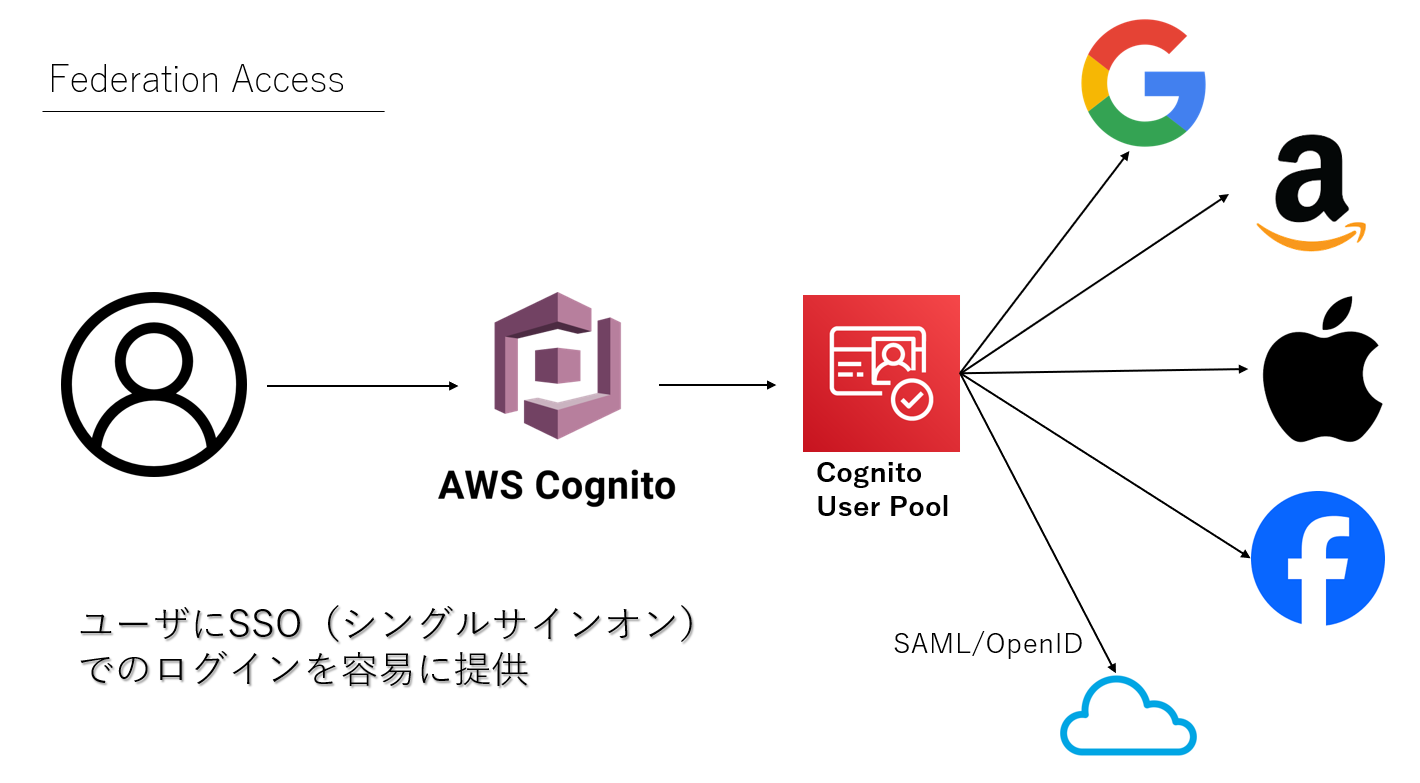 Federation Access
AWS Cognito
Cognito
User Pool
ユーザにSSO（シングルサインオン）
でのログインを容易に提供
SAML/OpenID